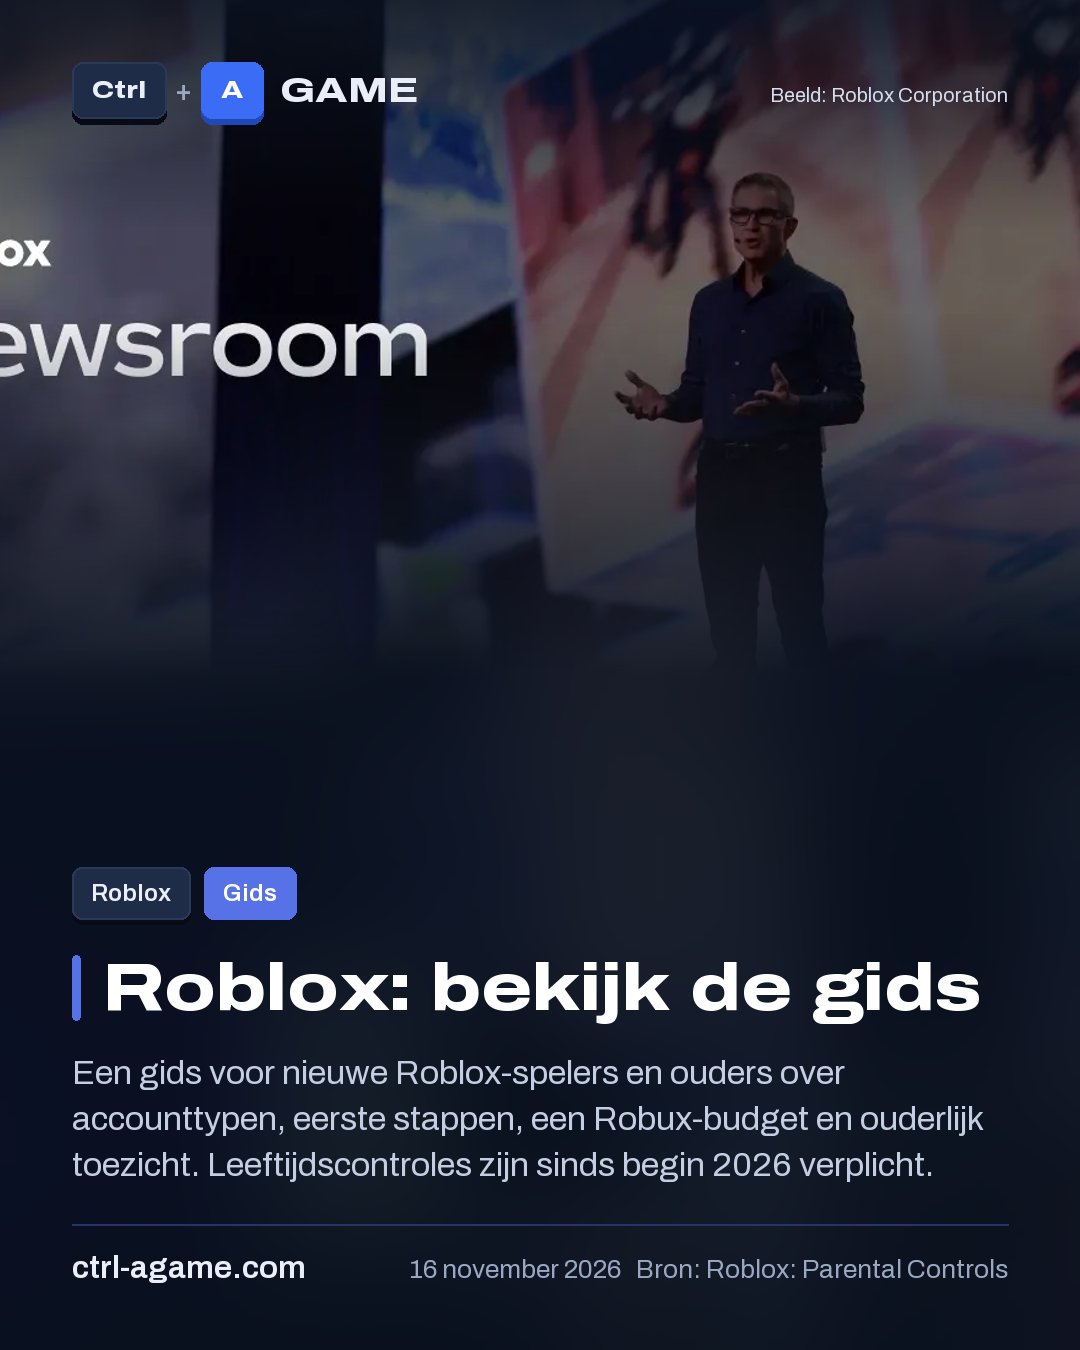 Ctrl + A GAME
Beeld: Roblox Corporation
ox
ewsroom
Roblox Gids
Roblox: bekijk de gids
Een gids voor nieuwe Roblox-spelers en ouders over
accounttypen, eerste stappen, een Robux-budget en ouderlijk
toezicht. Leeftijdscontroles zijn sinds begin 2026 verplicht.
ctrl-agame.com
16 november 2026 Bron: Roblox: Parental Controls